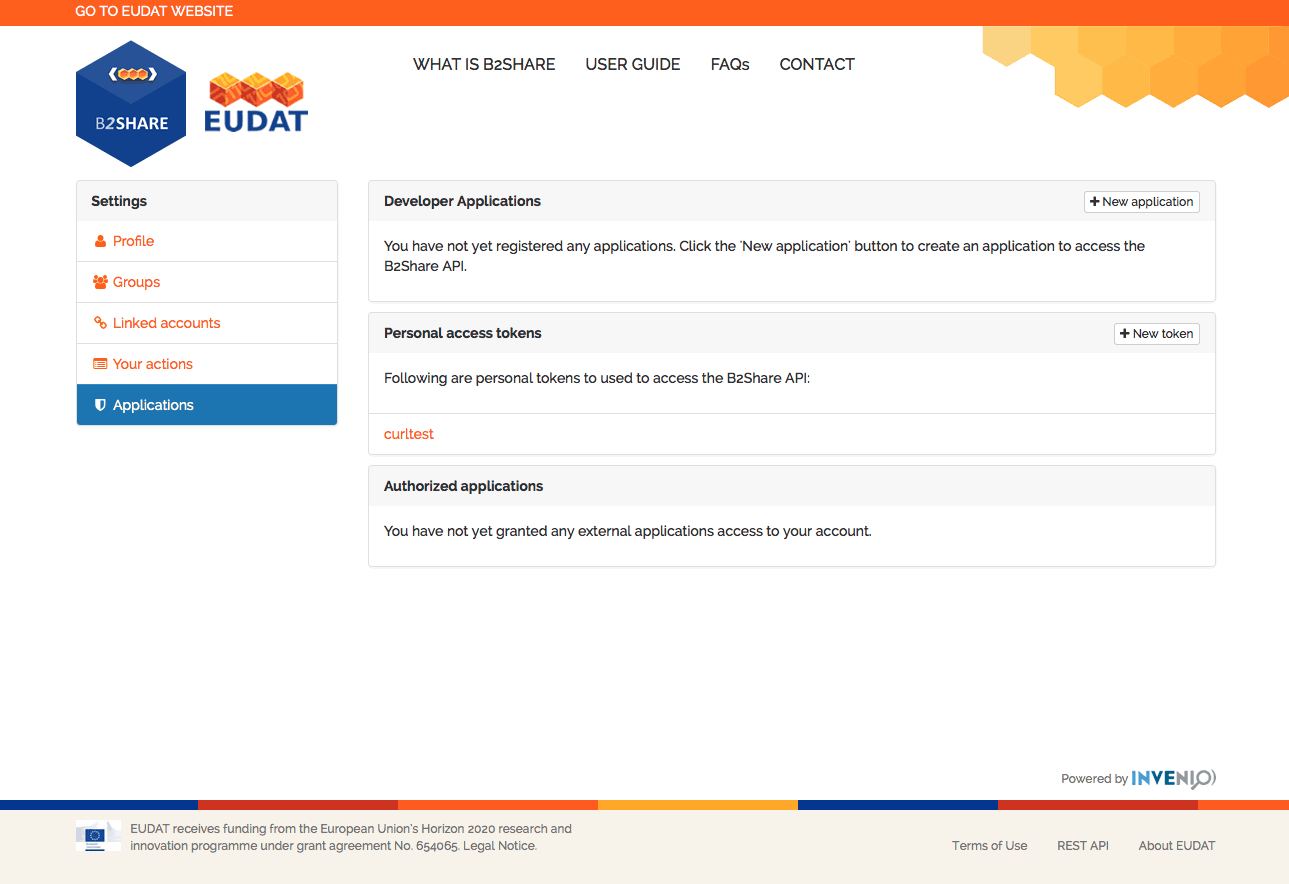 GO TO EUDAT WEBSITE
B2SHARE
EUDAT
WHAT IS B2SHARE
USER GUIDE
FAQs
CONTACT
Settings
Profile
Groups
Linked accounts
Your actions
Applications
Developer Applications
New application
You have not yet registered any applications. Click the 'New application' button to create an application to access the
B2Share API.
Personal access tokens
New token
Following are personal tokens to used to access the B2Share API:
curltest
Authorized applications
You have not yet granted any external applications access to your account.
Powered by INVENIO
EUDAT receives funding from the European Union's Horizon 2020 research and
innovation programme under grant agreement No. 654065. Legal Notice.
Terms of Use
REST API
About EUDAT